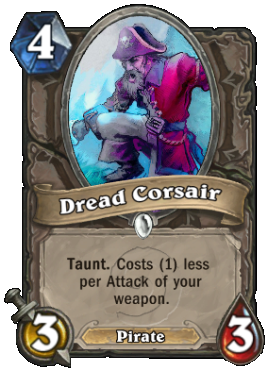 4
Dread Corsair
Taunt. Costs (1) less
per Attack of your
weapon.
3
Pirate
3